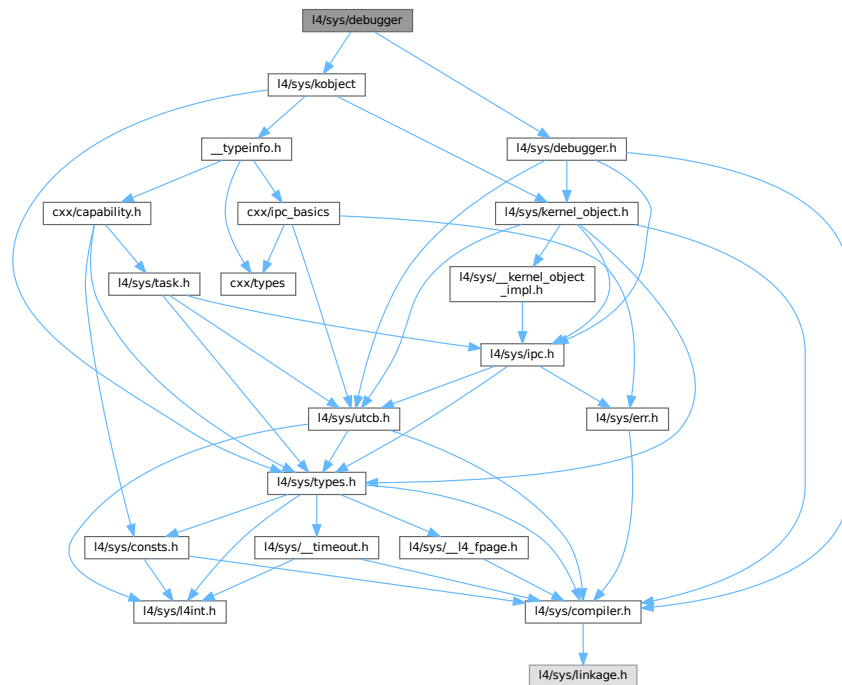 l4/sys/debugger
l4/sys/kobject
__typeinfo.h
l4/sys/debugger.h
cxx/capability.h
cxx/ipc_basics
l4/sys/kernel_object.h
l4/sys/task.h
cxx/types
l4/sys/__kernel_object
_impl.h
l4/sys/ipc.h
l4/sys/utcb.h
l4/sys/err.h
l4/sys/types.h
l4/sys/consts.h
l4/sys/__timeout.h
l4/sys/__l4_fpage.h
l4/sys/l4int.h
l4/sys/compiler.h
l4/sys/linkage.h